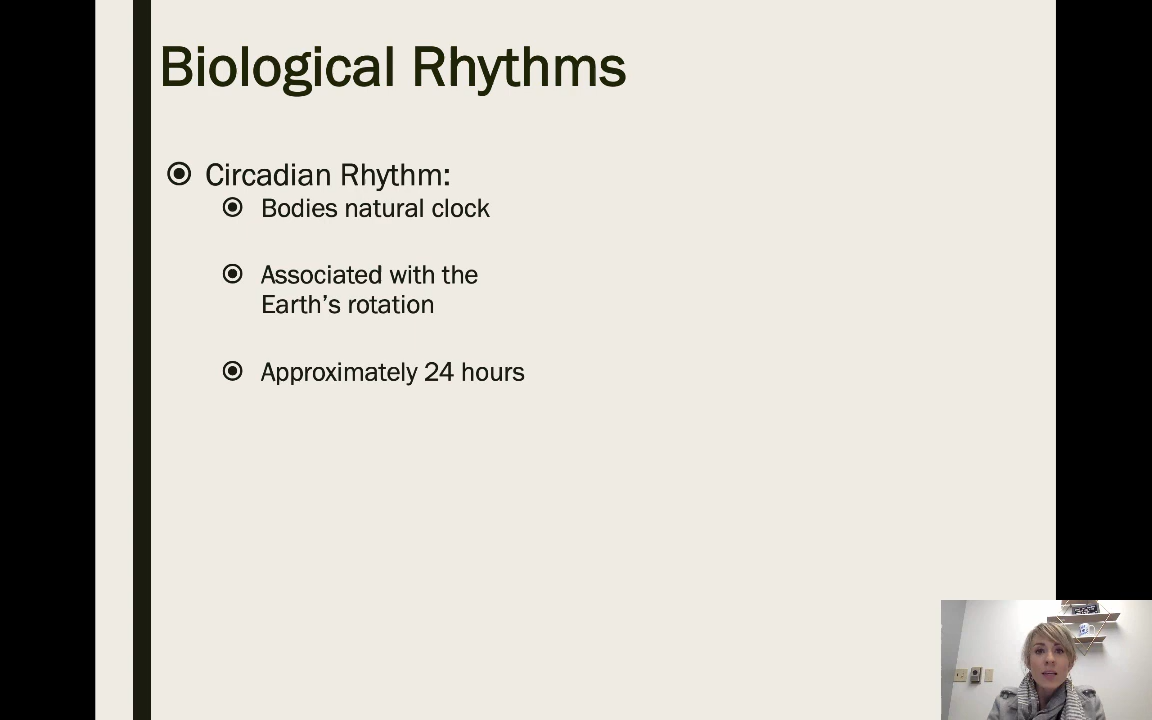 Biological Rhythms
Circadian Rhythm:
Bodies natural clock
Associated with the
Earth's rotation
Approximately 24 hours